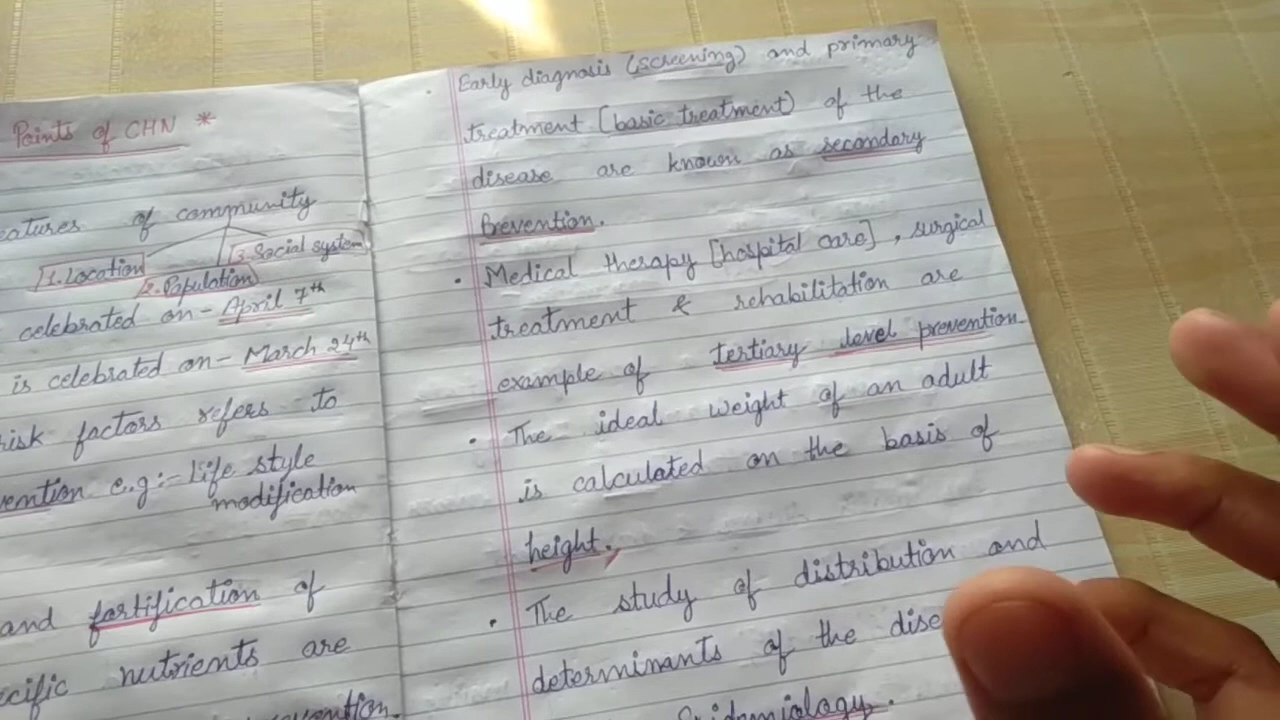 Points of CHN *
of community
1. Location
2. Population
3. Social system
celebrated on - April 7th
is celebrated on - March 24th
risk factors refers to
e.g :- Life style
modification
and fortification of
nutrients are
Early diagnosis (screening) and primary
treatment [basic treatment) of the
disease are known as secondary
Prevention.
• Medical therapy [hospital care], surgical
treatment & rehabilitation are
example of tertiary level prevention.
• The ideal weight of an adult
is calculated on the basis of
height.
• The study of distribution and
determinants of the dise
Epidemiology.